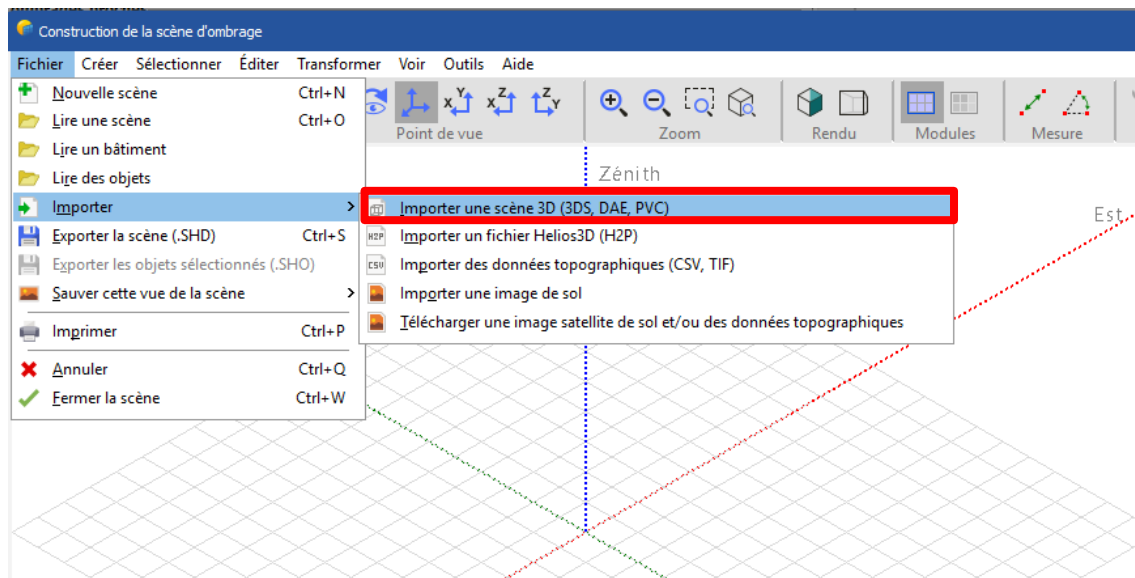 Construction de la scène d'ombrage
Fichier Créer Sélectionner Éditer Transformer Voir Outils Aide
Nouvelle scène Ctrl+N
Lire une scène Ctrl+O
Lire un bâtiment
Lire des objets
Importer >
Exporter la scène (.SHD) Ctrl+S
Exporter les objets sélectionnés (.SHO)
Sauver cette vue de la scène >
Imprimer Ctrl+P
Annuler Ctrl+Q
Fermer la scène Ctrl+W
X Y Z X Z Y
Point de vue Zoom Rendu Modules Mesure
Zénith
Est
Importer une scène 3D (3DS, DAE, PVC)
H2P Importer un fichier Helios3D (H2P)
CSV Importer des données topographiques (CSV, TIF)
Importer une image de sol
Télécharger une image satellite de sol et/ou des données topographiques